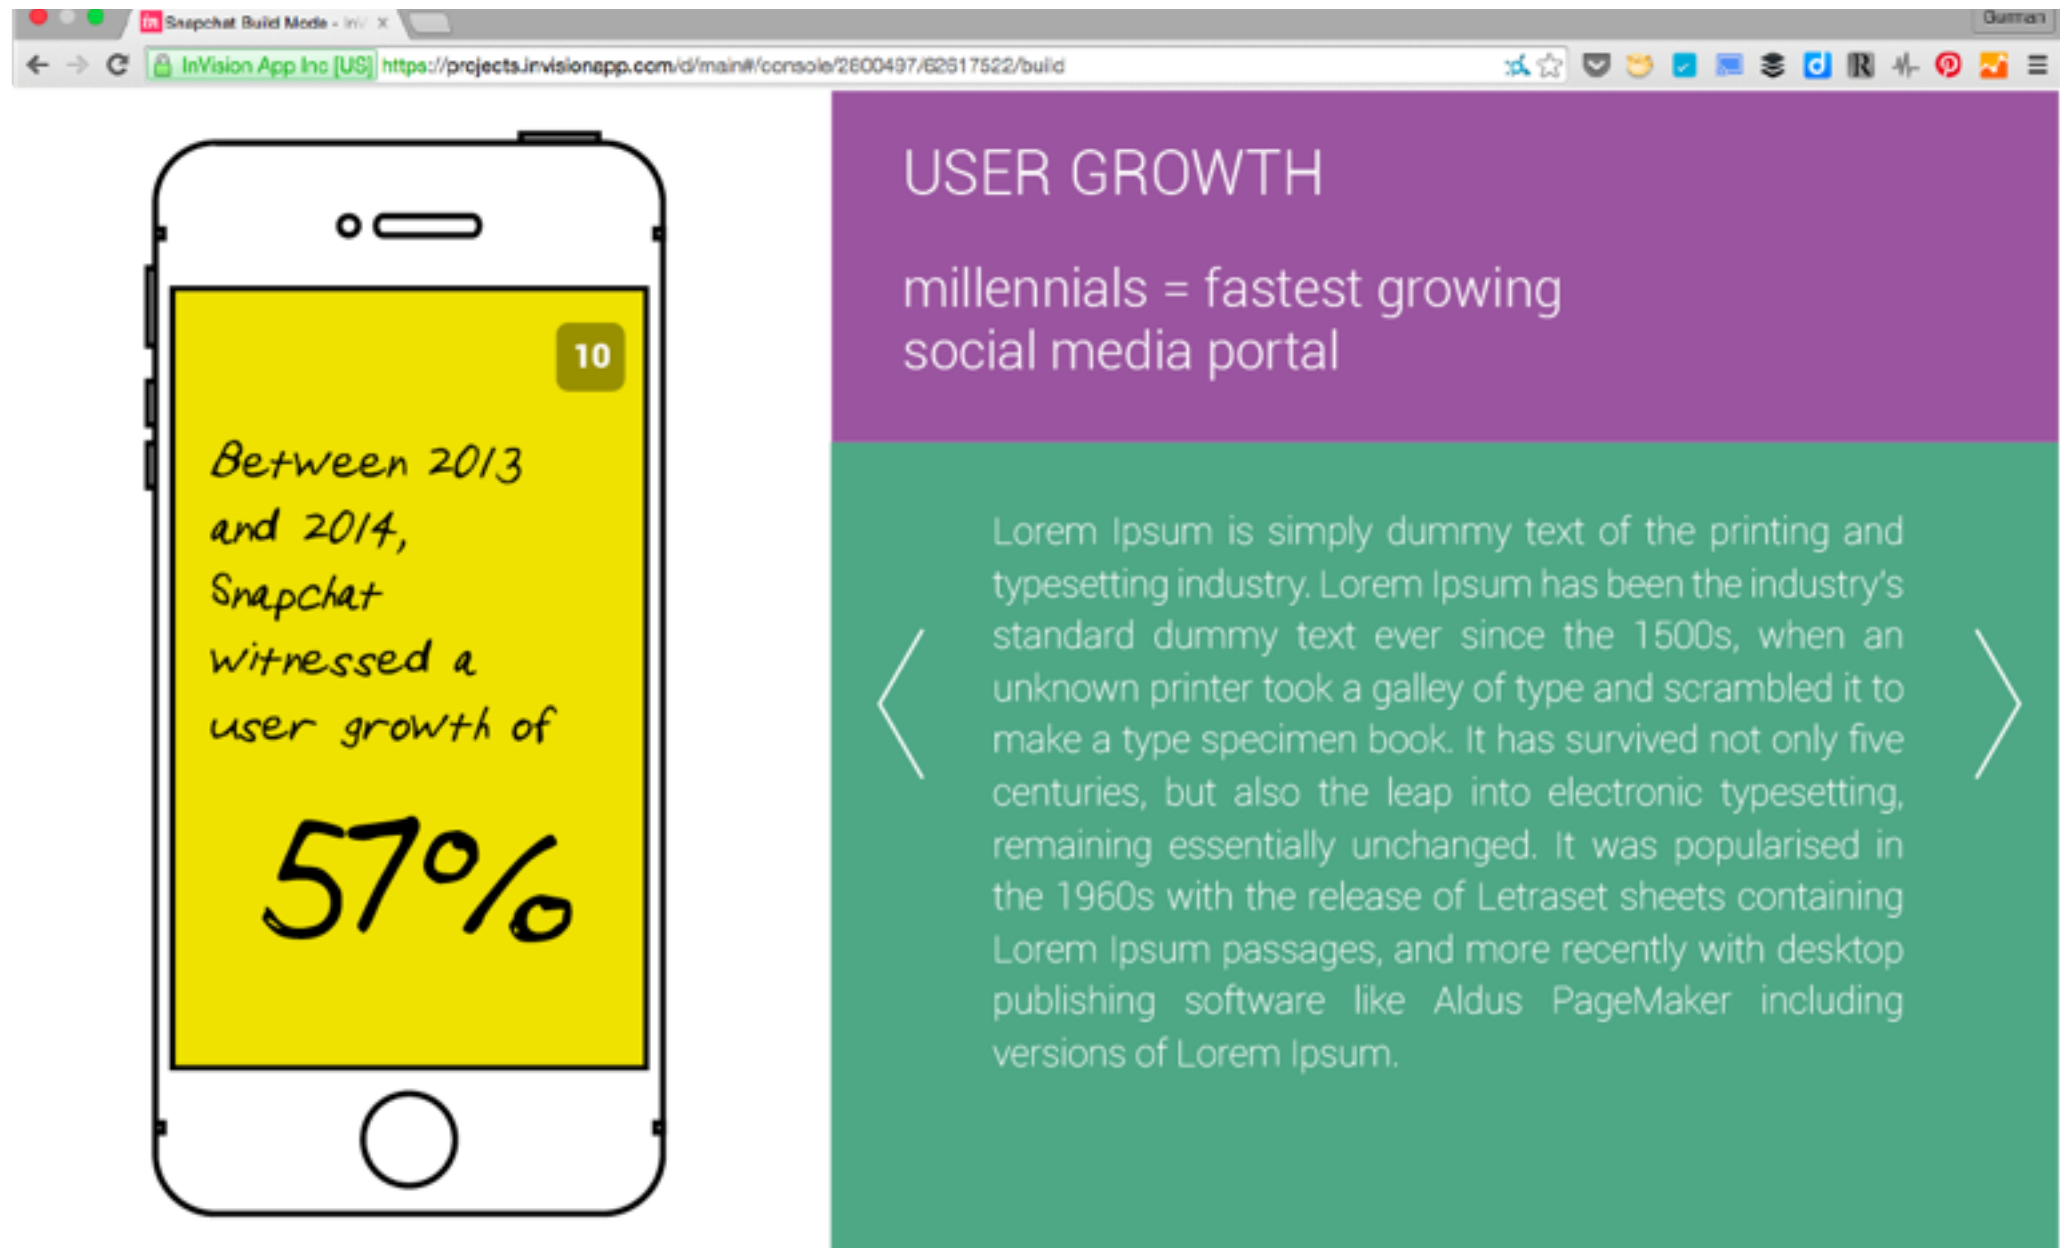 Snapchat Build Mode - InV
Gurman
InVision App Inc [US] https://projects.invisionapp.com/d/main#/console/2600497/62617522/build
10
Between 2013
and 2014,
Snapchat
witnessed a
user growth of
57%
USER GROWTH
millennials = fastest growing
social media portal
Lorem Ipsum is simply dummy text of the printing and
typesetting industry. Lorem Ipsum has been the industry's
standard dummy text ever since the 1500s, when an
unknown printer took a galley of type and scrambled it to
make a type specimen book. It has survived not only five
centuries, but also the leap into electronic typesetting,
remaining essentially unchanged. It was popularised in
the 1960s with the release of Letraset sheets containing
Lorem Ipsum passages, and more recently with desktop
publishing software like Aldus PageMaker including
versions of Lorem Ipsum.